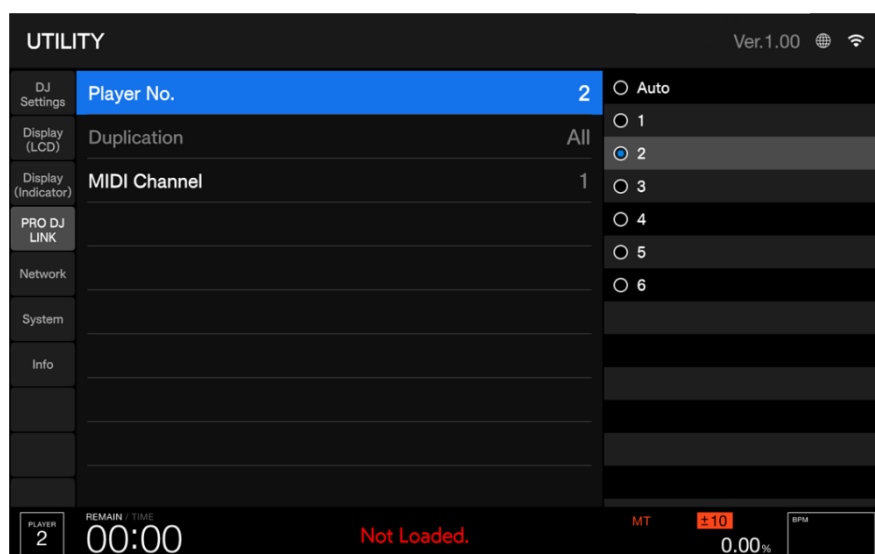 UTILITY
Ver.1.00
DJ
Settings
Display
(LCD)
Display
(Indicator)
PRO DJ
LINK
Network
System
Info
Player No. 2
Duplication All
MIDI Channel 1
Auto
1
2
3
4
5
6
PLAYER
2
REMAIN / TIME
00:00
Not Loaded.
MT
±10
0.00%
BPM